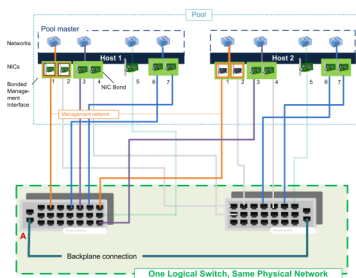 Pool
Pool master
Networks
Host 1
Host 2
NICs
Bonded
Manage-
ment
Interface
1 2 3 4 5 6 7
1 2 3 4 5 6 7
NIC Bond
Management network
A
Backplane connection
One Logical Switch, Same Physical Network